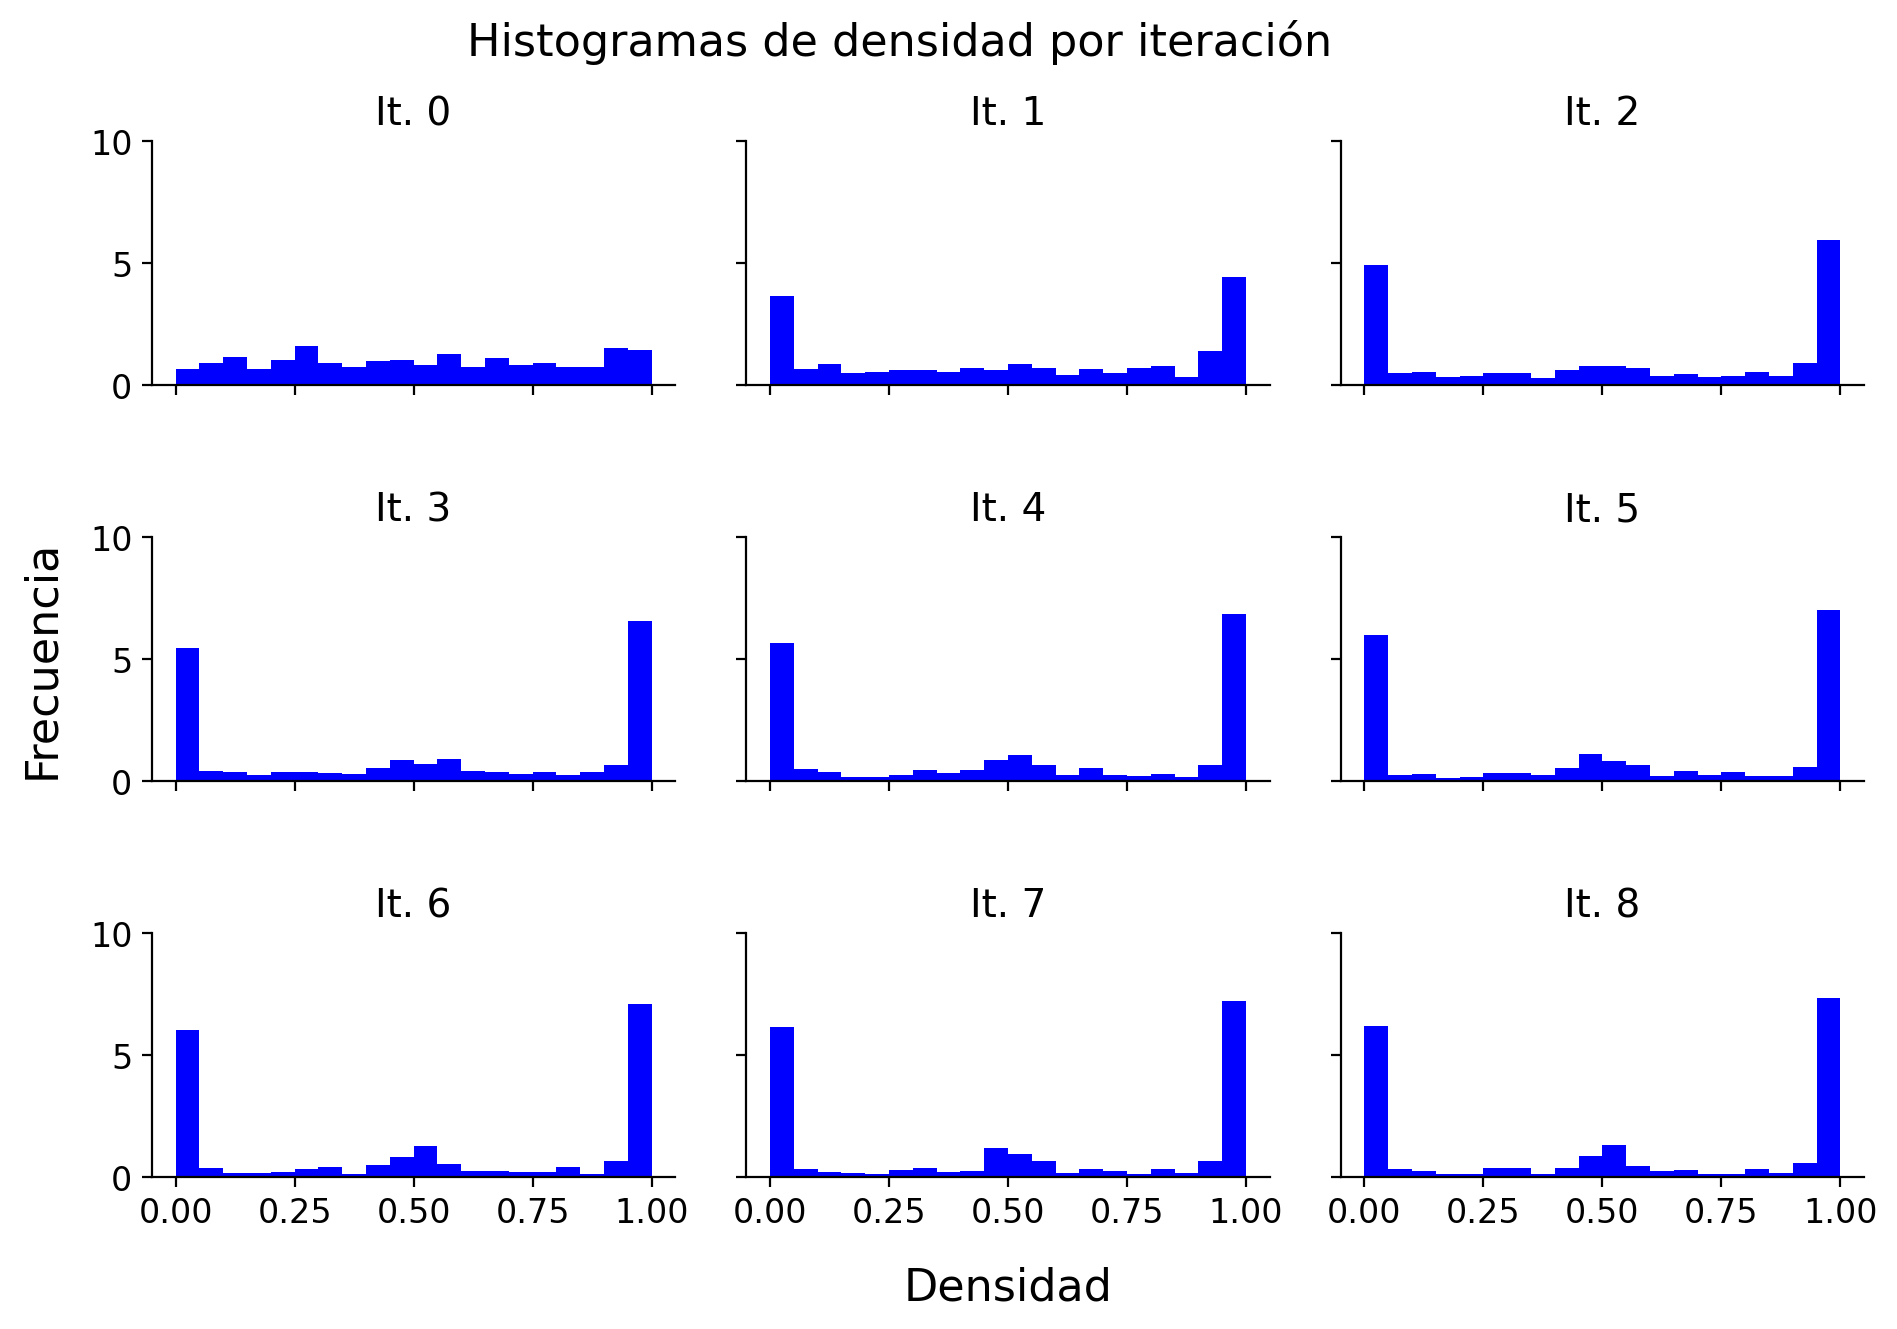 Histogramas de densidad por iteración
It. 0
It. 1
It. 2
10
5
0
It. 3
It. 4
It. 5
10
5
0
Frecuencia
It. 6
It. 7
It. 8
10
5
0
0.00 0.25 0.50 0.75 1.00
0.00 0.25 0.50 0.75 1.00
0.00 0.25 0.50 0.75 1.00
Densidad